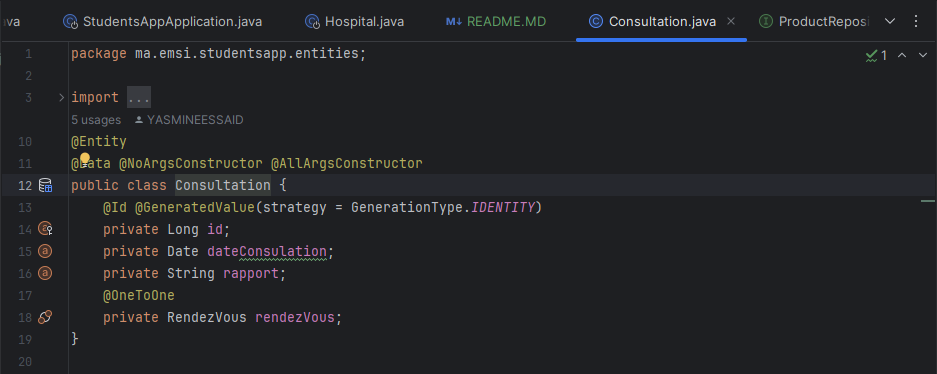 ava StudentsAppApplication.java Hospital.java README.MD Consultation.java ProductReposi
1 package ma.emsi.studentsapp.entities; 1
2
3 import ...
5 usages YASMINEESSAID
10 @Entity
11 @Data @NoArgsConstructor @AllArgsConstructor
12 public class Consultation {
13 @Id @GeneratedValue(strategy = GenerationType.IDENTITY)
14 private Long id;
15 private Date dateConsulation;
16 private String rapport;
17 @OneToOne
18 private RendezVous rendezVous;
19 }
20